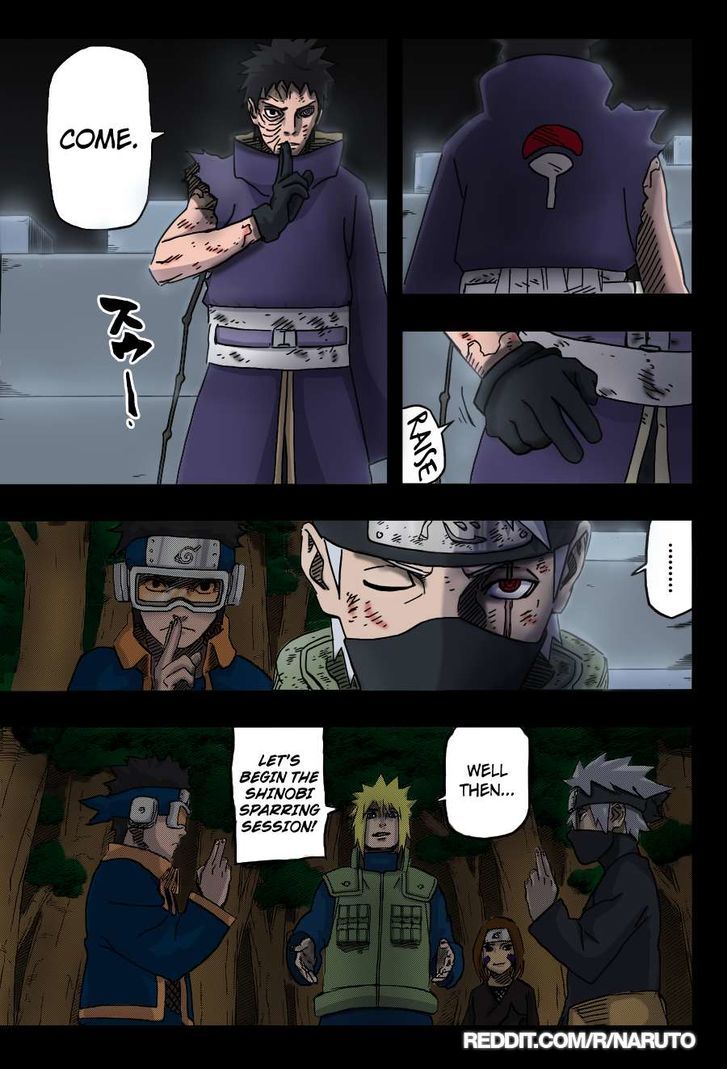 RAISE
COME.
スゥー
.........
WELL
THEN...
LET'S
BEGIN THE
SHINOBI
SPARRING
SESSION!
REDDIT.COM/R/NARUTO